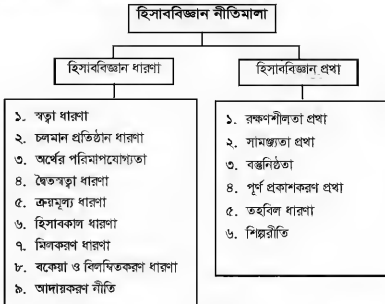 হিসাববিজ্ঞান নীতিমালা
হিসাববিজ্ঞান ধারণা
১. স্বত্বা ধারণা
২. চলমান প্রতিষ্ঠান ধারণা
৩. অর্থের পরিমাপযোগ্যতা
৪. দ্বৈতস্বত্বা ধারণা
৫. ক্রয়মূল্য ধারণা
৬. হিসাবকাল ধারণা
৭. মিলকরণ ধারণা
৮. বকেয়া ও বিলম্বিতকরণ ধারণা
৯. আদায়করণ নীতি
হিসাববিজ্ঞান প্রথা
১. রক্ষণশীলতা প্রথা
২. সামঞ্জ্যতা প্রথা
৩. বস্তুনিষ্ঠতা
৪. পূর্ণ প্রকাশকরণ প্রথা
৫. তহবিল ধারণা
৬. শিল্পরীতি